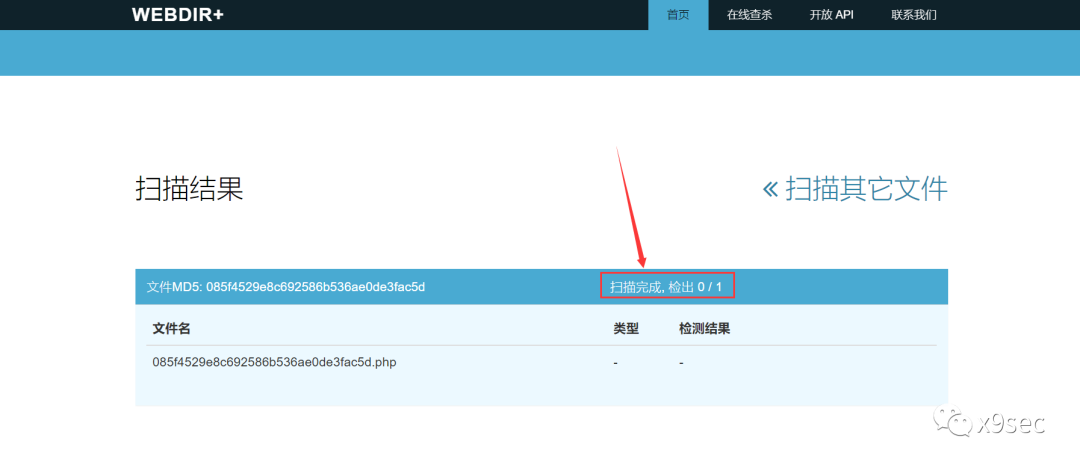 WEBDIR+ 首页 在线查杀 开放 API 联系我们
扫描结果 « 扫描其它文件
文件MD5: 085f4529e8c692586b536ae0de3fac5d 扫描完成, 检出 0 / 1
文件名 类型 检测结果
085f4529e8c692586b536ae0de3fac5d.php - -
x9sec